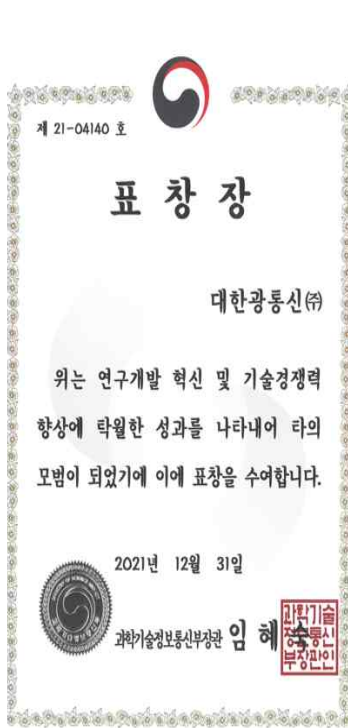 제 21-04140 호
표 창 장
대한광통신㈜
위는 연구개발 혁신 및 기술경쟁력
향상에 탁월한 성과를 나타내어 타의
모범이 되었기에 이에 표창을 수여합니다.
2021년 12월 31일
과학기술정보통신부장관 임 혜 숙
과학기술
정보통신
부장관인